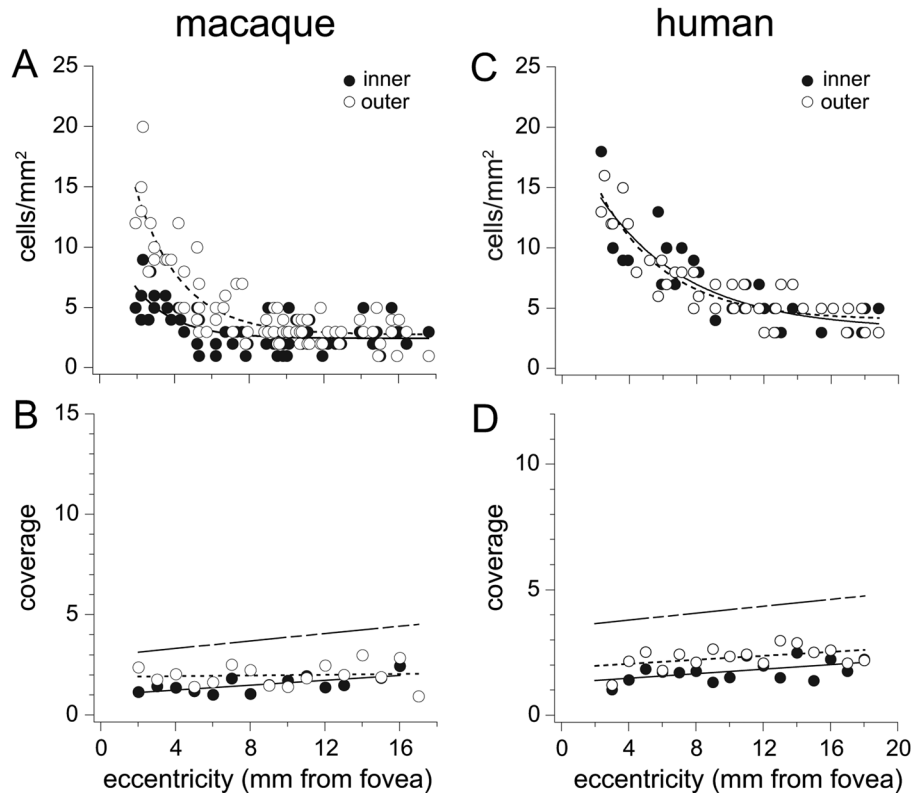 macaque
human
A
25
20
15
10
5
0
cells/mm²
inner
outer
C
25
20
15
10
5
0
cells/mm²
inner
outer
B
15
10
5
0
coverage
0 4 8 12 16
eccentricity (mm from fovea)
D
10
5
0
coverage
0 4 8 12 16 20
eccentricity (mm from fovea)